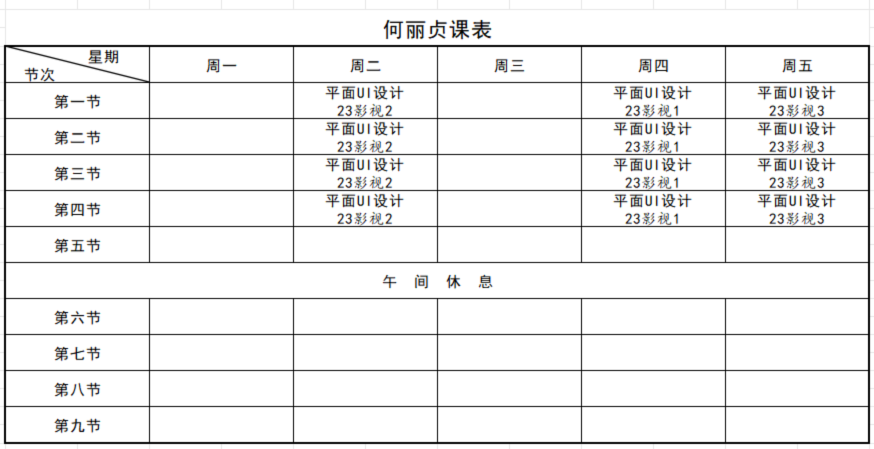 何丽贞课表
星期
节次
周一 周二 周三 周四 周五
第一节 平面UI设计 平面UI设计 平面UI设计
23影视2 23影视1 23影视3
第二节 平面UI设计 平面UI设计 平面UI设计
23影视2 23影视1 23影视3
第三节 平面UI设计 平面UI设计 平面UI设计
23影视2 23影视1 23影视3
第四节 平面UI设计 平面UI设计 平面UI设计
23影视2 23影视1 23影视3
第五节
午 间 休 息
第六节
第七节
第八节
第九节